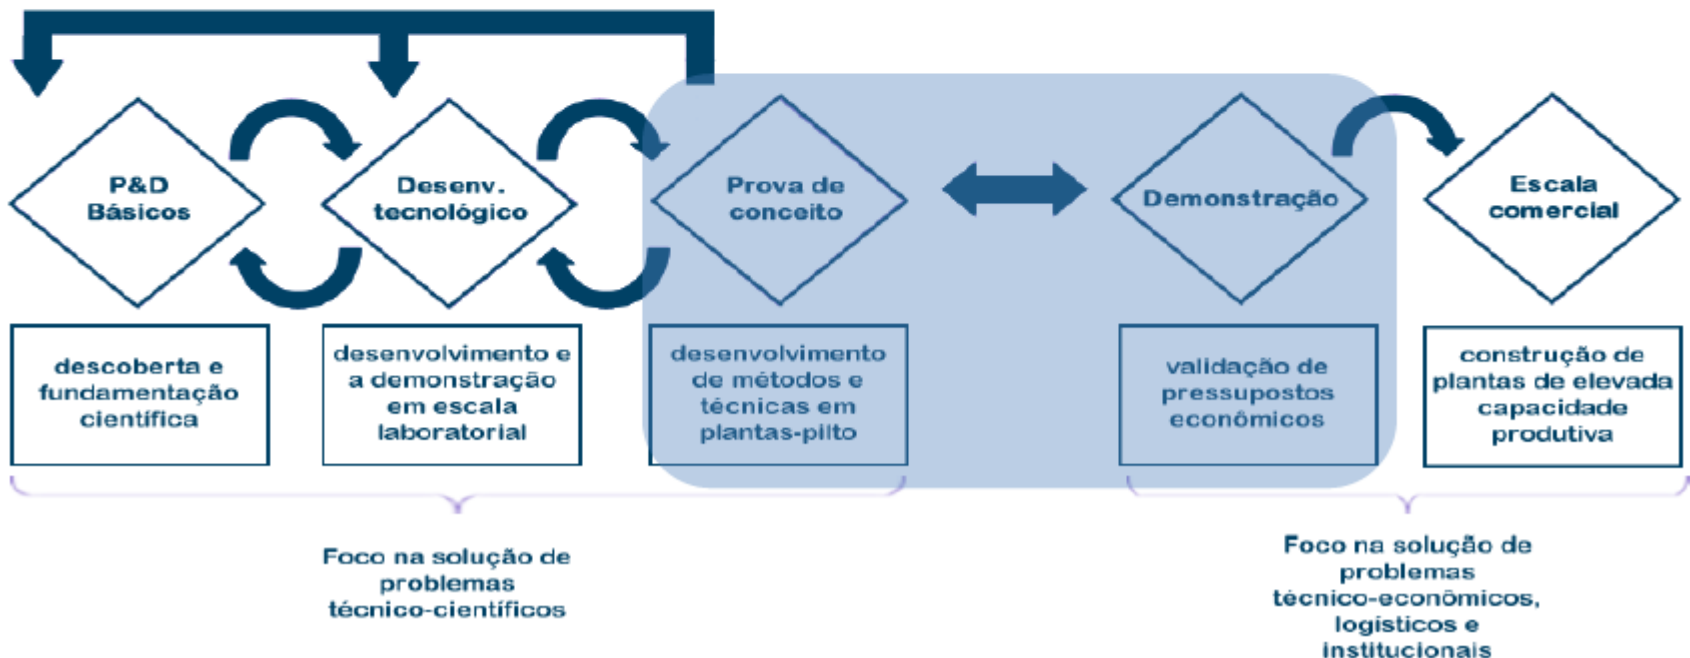 P&D
Básicos
Desenv.
tecnológico
Prova de
conceito
Demonstração
Escala
comercial
descoberta e
fundamentação
científica
desenvolvimento e
a demonstração
em escala
laboratorial
desenvolvimento
de métodos e
técnicas em
plantas-pilto
validação de
pressupostos
econômicos
construção de
plantas de elevada
capacidade
produtiva
Foco na solução de
problemas
técnico-científicos
Foco na solução de
problemas
técnico-econômicos,
logísticos e
institucionais